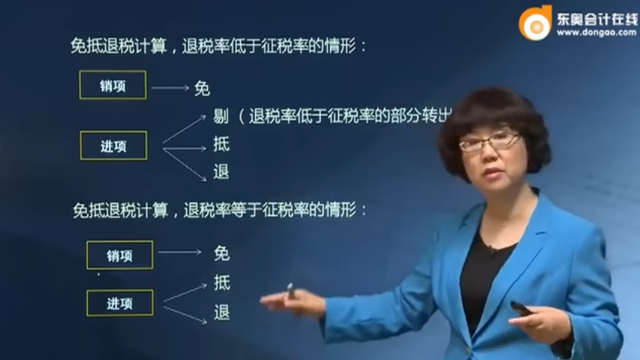 东奥会计在线
www.dongao.com
免抵退税计算，退税率低于征税率的情形：
销项
免
剔（退税率低于征税率的部分转出
进项
抵
退
免抵退税计算，退税率等于征税率的情形：
销项
免
抵
进项
退